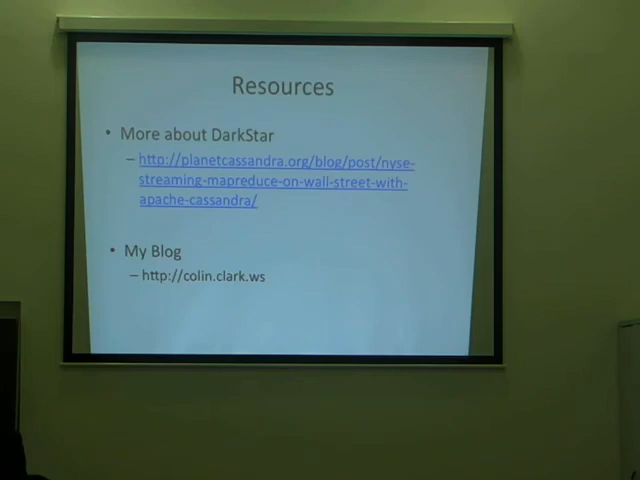 Resources
• More about DarkStar
– http://planetcassandra.org/blog/post/nyse-
streaming-mapreduce-on-wall-street-with-
apache-cassandra/
• My Blog
– http://colin.clark.ws